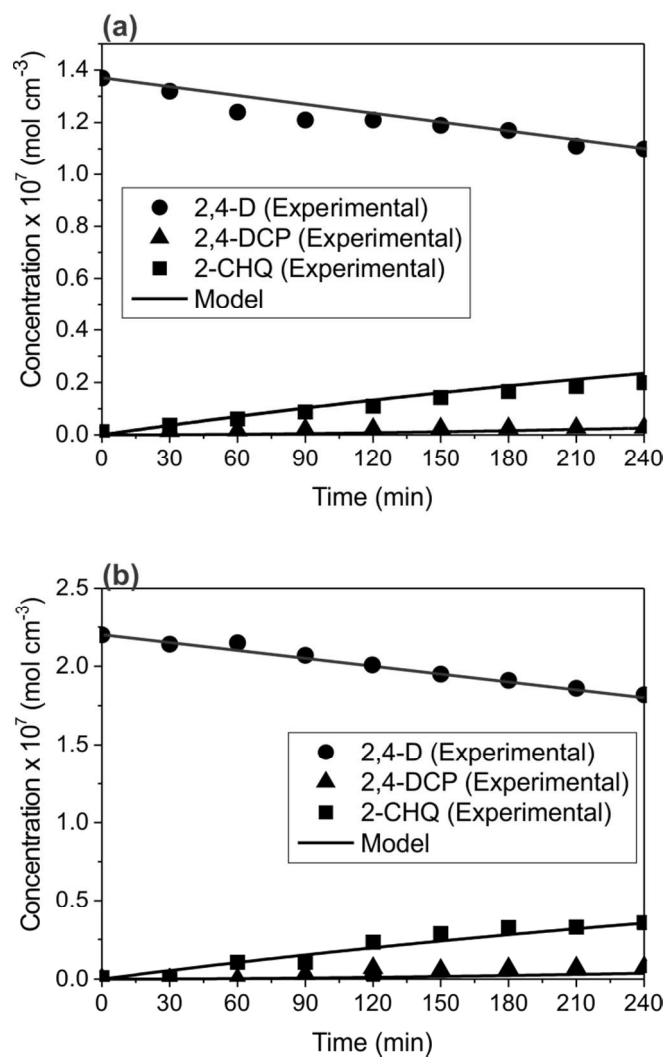 (a)
Concentration x 10⁷ (mol cm⁻³)
1.4
1.2
1.0
0.8
0.6
0.4
0.2
0.0
2,4-D (Experimental)
2,4-DCP (Experimental)
2-CHQ (Experimental)
Model
0 30 60 90 120 150 180 210 240
Time (min)
(b)
Concentration x 10⁷ (mol cm⁻³)
2.5
2.0
1.5
1.0
0.5
0.0
2,4-D (Experimental)
2,4-DCP (Experimental)
2-CHQ (Experimental)
Model
0 30 60 90 120 150 180 210 240
Time (min)